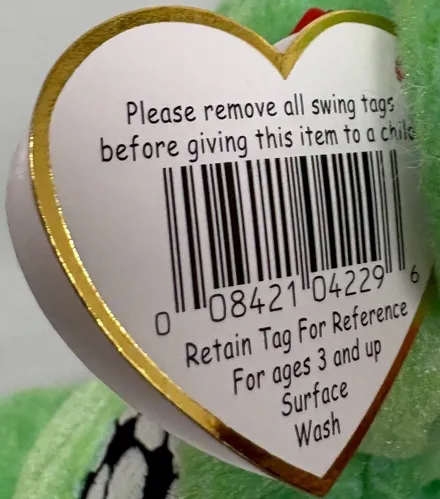 Please remove all swing tags
before giving this item to a child
0 08421 04229 6
Retain Tag For Reference
For ages 3 and up
Surface
Wash